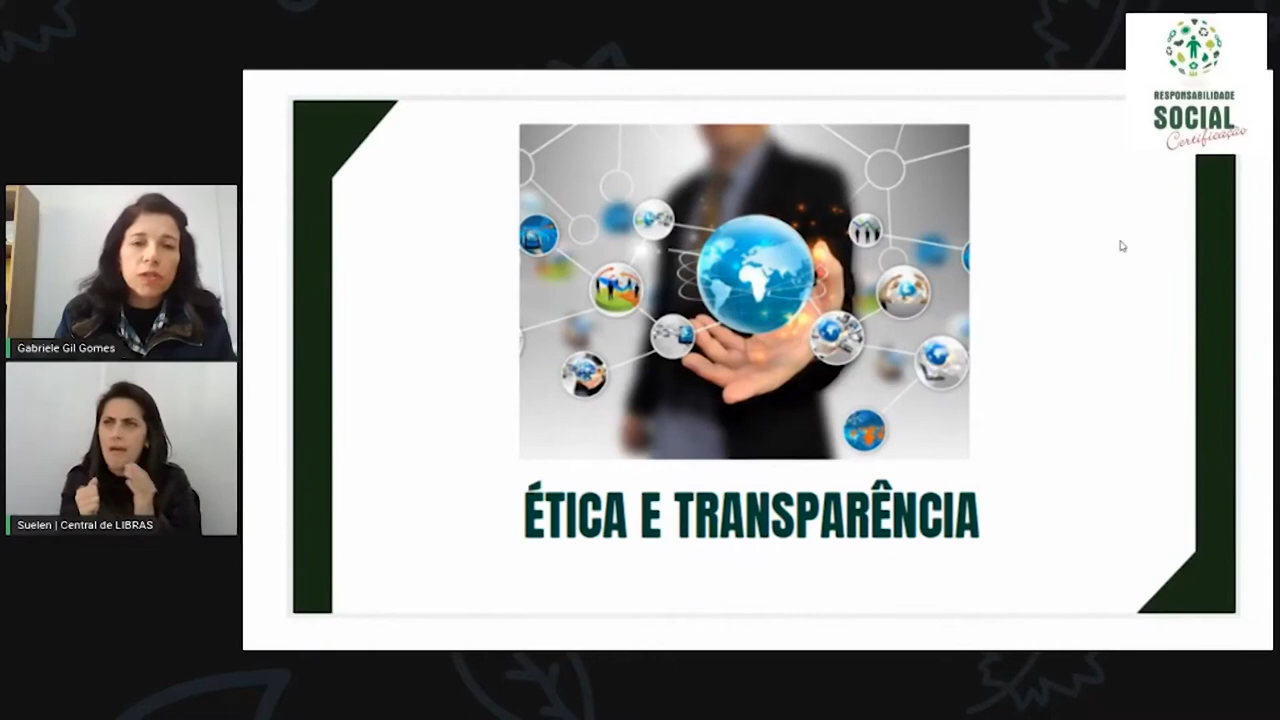 RESPONSABILIDADE
SOCIAL
Certificação
Gabriele Gil Gomes
Suelen | Central de LIBRAS
ÉTICA E TRANSPARÊNCIA